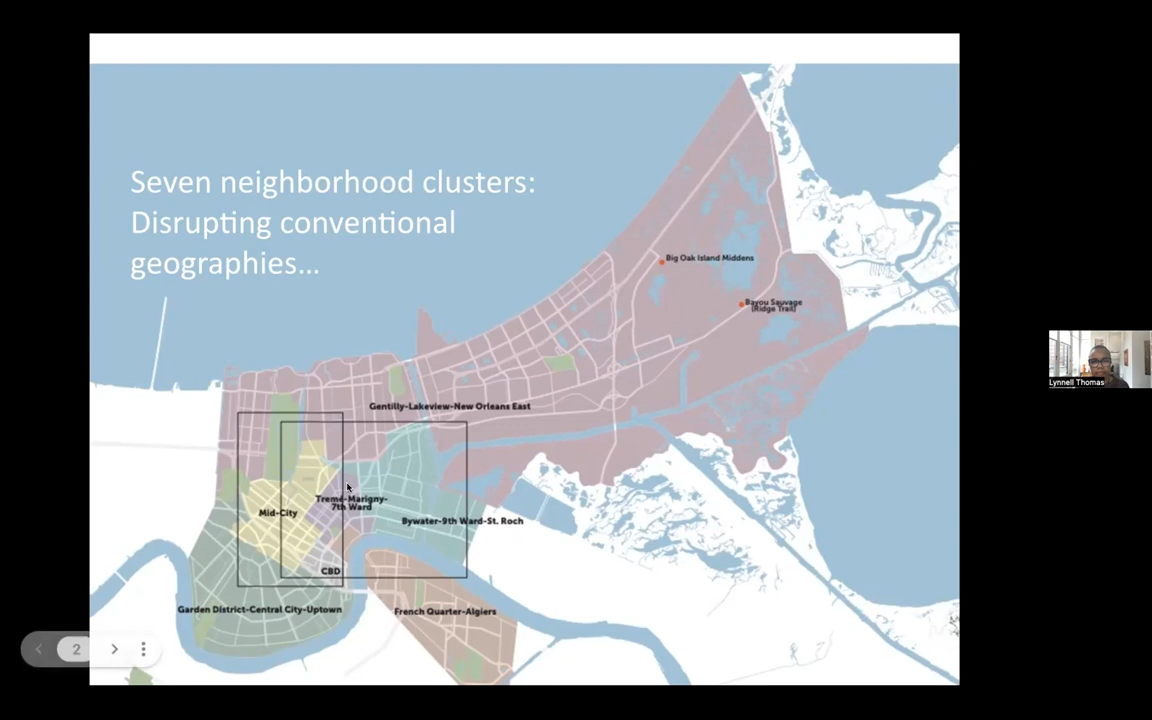 Seven neighborhood clusters:
Disrupting conventional
geographies...
Big Oak Island Middens
Bayou Sauvage
(Ridge Trail)
Gentilly-Lakeview-New Orleans East
Tremé-Marigny-
7th Ward
Mid-City
Bywater-9th Ward-St. Roch
CBD
Garden District-Central City-Uptown
French Quarter-Algiers
2
Lynnell Thomas